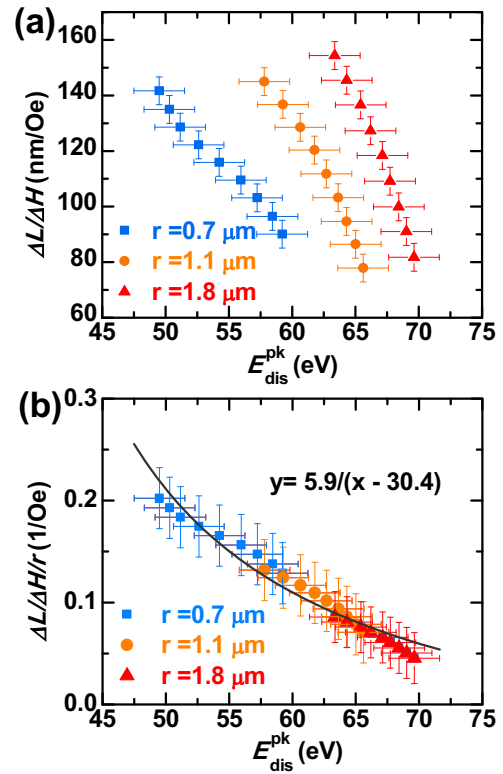 (a)
160
140
120
100
80
60
ΔL/ΔH (nm/Oe)
r =0.7 μm
r =1.1 μm
r =1.8 μm
45 50 55 60 65 70 75
E_dis^pk (eV)
(b)
0.3
0.2
0.1
0.0
ΔL/ΔH/r (1/Oe)
y= 5.9/(x - 30.4)
r =0.7 μm
r =1.1 μm
r =1.8 μm
45 50 55 60 65 70 75
E_dis^pk (eV)